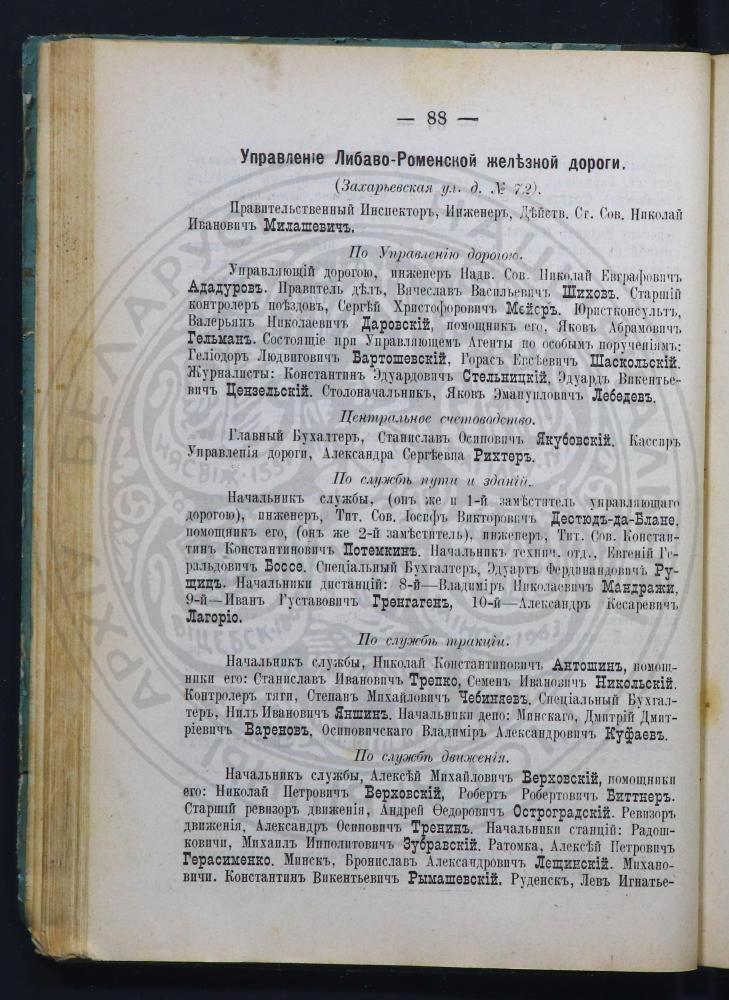 — 88 —
Управленіе Либаво-Роменской желѣзной дороги.
(Захарьевская ул. д. № 72).
Правительственный Инспекторъ, Инженеръ, Дѣйств. Ст. Сов. Николай
Ивановичъ Милашевичъ.
По Управленію дорогою.
Управляющій дорогою, инженеръ Надв. Сов. Николай Евграфовичъ
Ададуровъ. Правитель дѣлъ, Вячеславъ Васильевичъ Шиховъ. Старшій
контролеръ поѣздовъ, Сергѣй Христофоровичъ Мейеръ. Юристконсультъ,
Валерьянъ Николаевичъ Даровскій, помощникъ его, Яковъ Абрамовичъ
Гельманъ. Состоящіе при Управляющемъ Агенты по особымъ порученіямъ:
Геліодоръ Людвиговичъ Бартошевскій, Горасъ Евсѣевичъ Шаскольскій.
Журналисты: Константинъ Эдуардовичъ Стельницкій, Эдуардъ Викентье-
вичъ Цензельскій. Столоначальникъ, Яковъ Эмануиловичъ Лебедевъ.
Центральное счетоводство.
Главный Бухгалтеръ, Станиславъ Осиповичъ Якубовскій. Кассиръ
Управленія дороги, Александра Сергѣевна Рихтеръ.
По службѣ пути и зданій.
Начальникъ службы, (онъ же и 1-й замѣститель управляющаго
дорогою), инженеръ, Тит. Сов. Іосифъ Викторовичъ Дестюдъ-да-Блане,
помощникъ его, (онъ же 2-й замѣститель), инженеръ, Тит. Сов. Констан-
тинъ Константиновичъ Потемкинъ. Начальникъ технич. отд., Евгеній Ге-
ральдовичъ Боссе. Спеціальный Бухгалтеръ, Эдуартъ Фердинандовичъ Ру-
щицъ. Начальники дистанцій: 8-й—Владиміръ Николаевичъ Мандражи,
9-й—Иванъ Густавовичъ Гренгагенъ, 10-й—Александръ Кесаревичъ
Лагоріо.
По службѣ тракціи.
Начальникъ службы, Николай Константиновичъ Антошинъ, помощ-
ники его: Станиславъ Ивановичъ Трепко, Семенъ Ивановичъ Никольскій.
Контролеръ тяги, Степанъ Михайловичъ Чебиняевъ. Спеціальный Бухгал-
теръ, Нилъ Ивановичъ Яншинъ. Начальники депо: Минскаго, Дмитрій Дмит-
ріевичъ Вареновъ, Осиповичскаго Владиміръ Александровичъ Куфаевъ.
По службѣ движенія.
Начальникъ службы, Алексѣй Михайловичъ Верховскій, помощники
его: Николай Петровичъ Верховскій, Робертъ Робертовичъ Биттнеръ.
Старшій ревизоръ движенія, Андрей Ѳедоровичъ Остроградскій. Ревизоръ
движенія, Александръ Осиповичъ Тренинъ. Начальники станцій: Радош-
ковичи, Михаилъ Ипполитовичъ Зубравскій. Ратомка, Алексѣй Петровичъ
Герасименко. Минскъ, Брониславъ Александровичъ Лещинскій. Михано-
вичи. Константинъ Викентьевичъ Рымашевскій. Руденскъ, Левъ Игнатье-